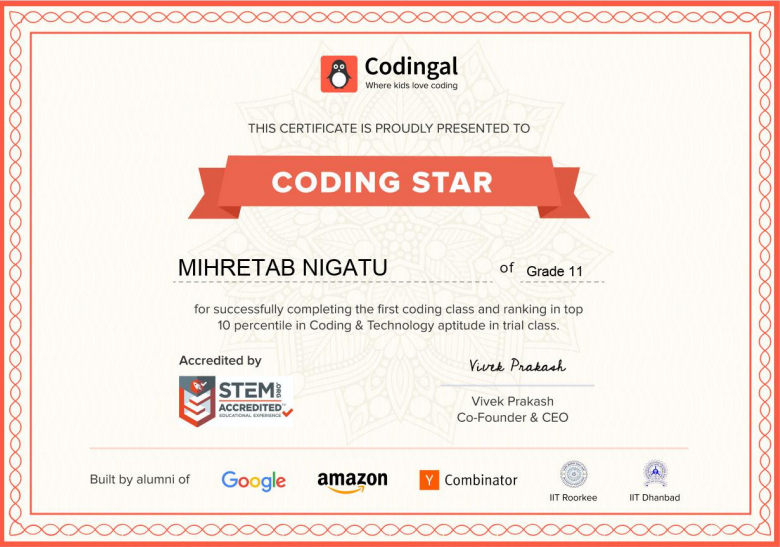 Codingal
Where kids love coding
THIS CERTIFICATE IS PROUDLY PRESENTED TO
CODING STAR
MIHRETAB NIGATU of Grade 11
for successfully completing the first coding class and ranking in top
10 percentile in Coding & Technology aptitude in trial class.
Accredited by
STEM.ORG
ACCREDITED™
EDUCATIONAL EXPERIENCE
Vivek Prakash
Vivek Prakash
Co-Founder & CEO
Built by alumni of Google amazon Y Combinator
IIT Roorkee IIT Dhanbad